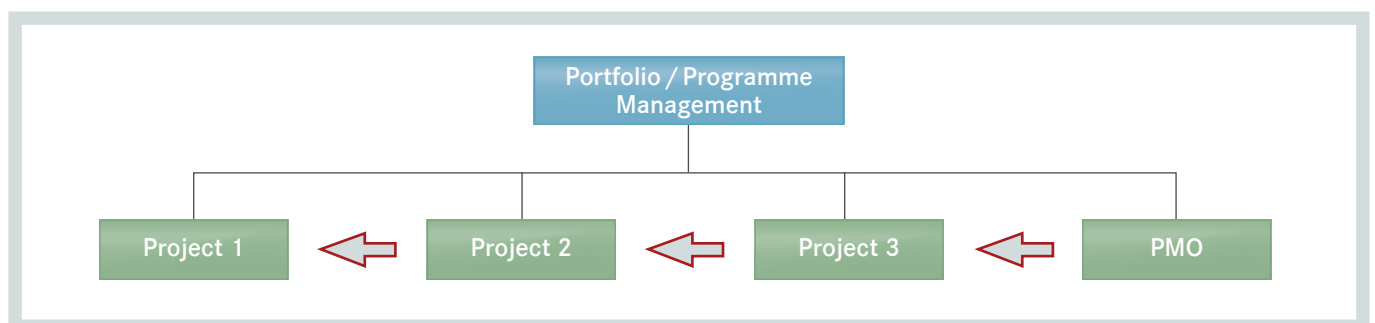 Portfolio / Programme
Management
Project 1
Project 2
Project 3
PMO